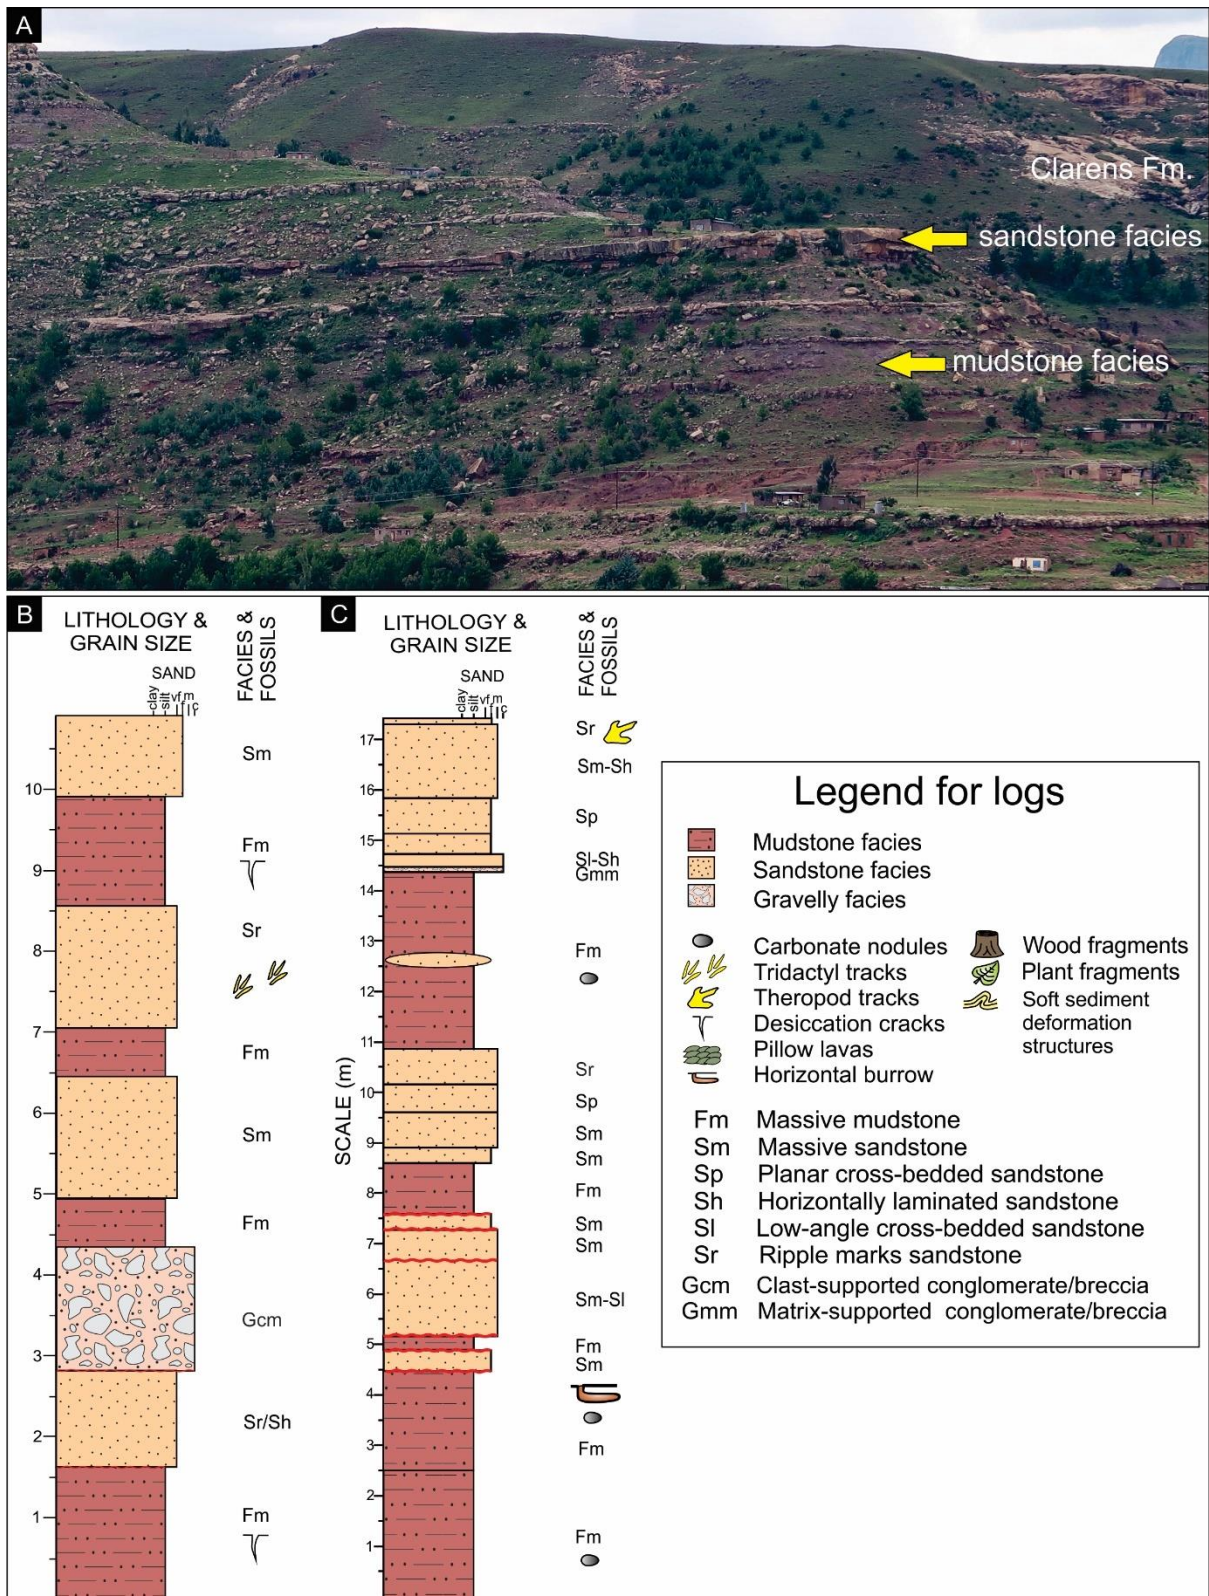 A
Clarens Fm.
sandstone facies
mudstone facies
B
LITHOLOGY &
GRAIN SIZE
SAND
clay
silt
vf
f
m
c
FACIES &
FOSSILS
10
9
8
7
6
5
4
3
2
1
Sm
Fm
Sr
Fm
Sm
Fm
Gcm
Sr/Sh
Fm
C
LITHOLOGY &
GRAIN SIZE
SAND
clay
silt
vf
f
m
c
FACIES &
FOSSILS
SCALE (m)
17
16
15
14
13
12
11
10
9
8
7
6
5
4
3
2
1
Sr
Sm-Sh
Sp
Sl-Sh
Gmm
Fm
Sr
Sp
Sm
Sm
Fm
Sm
Sm
Sm-Sl
Fm
Sm
Fm
Fm
Legend for logs
Mudstone facies
Sandstone facies
Gravelly facies
Carbonate nodules
Tridactyl tracks
Theropod tracks
Desiccation cracks
Pillow lavas
Horizontal burrow
Wood fragments
Plant fragments
Soft sediment
deformation
structures
Fm Massive mudstone
Sm Massive sandstone
Sp Planar cross-bedded sandstone
Sh Horizontally laminated sandstone
Sl Low-angle cross-bedded sandstone
Sr Ripple marks sandstone
Gcm Clast-supported conglomerate/breccia
Gmm Matrix-supported conglomerate/breccia